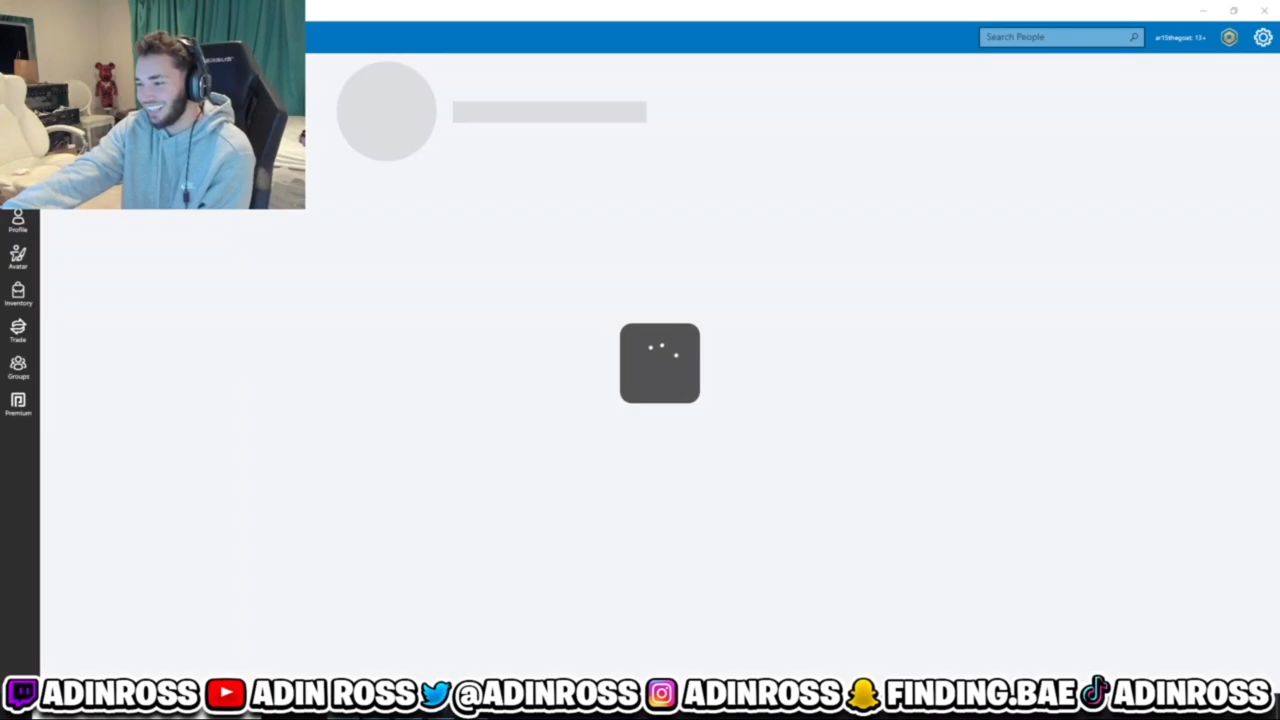 Search People
ar15thegoat: 13+
Profile
Avatar
Inventory
Trade
Groups
Premium
ADINROSS ADIN ROSS @ADINROSS ADINROSS FINDING.BAE ADINROSS